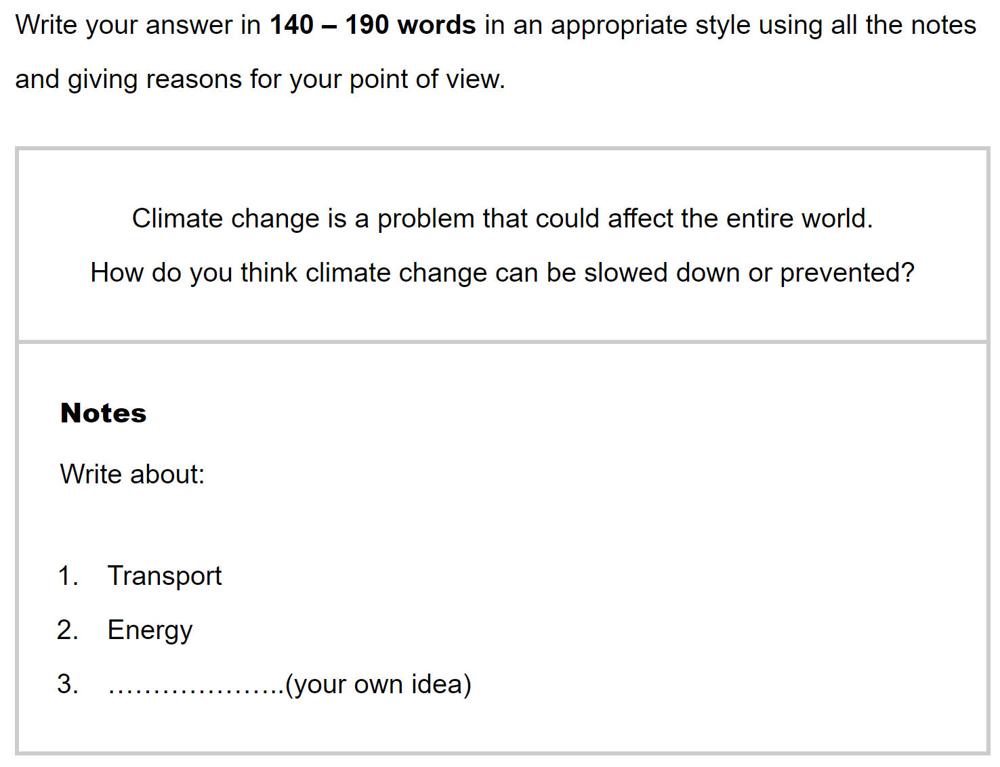 Write your answer in 140 – 190 words in an appropriate style using all the notes
and giving reasons for your point of view.
Climate change is a problem that could affect the entire world.
How do you think climate change can be slowed down or prevented?
Notes
Write about:
1. Transport
2. Energy
3. ………………..(your own idea)